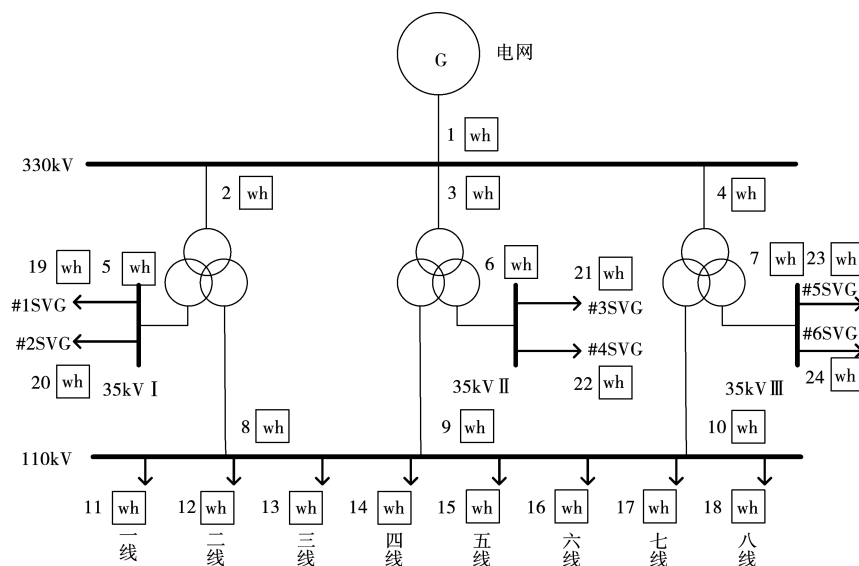 G 电网
1 wh
330kV
2 wh 3 wh 4 wh
19 wh 5 wh 6 wh 21 wh 7 wh 23 wh
#1SVG #3SVG #5SVG
#2SVG #4SVG #6SVG
20 wh 35kV Ⅰ 35kV Ⅱ 22 wh 35kV Ⅲ 24 wh
8 wh 9 wh 10 wh
110kV
11 wh 12 wh 13 wh 14 wh 15 wh 16 wh 17 wh 18 wh
一线 二线 三线 四线 五线 六线 七线 八线